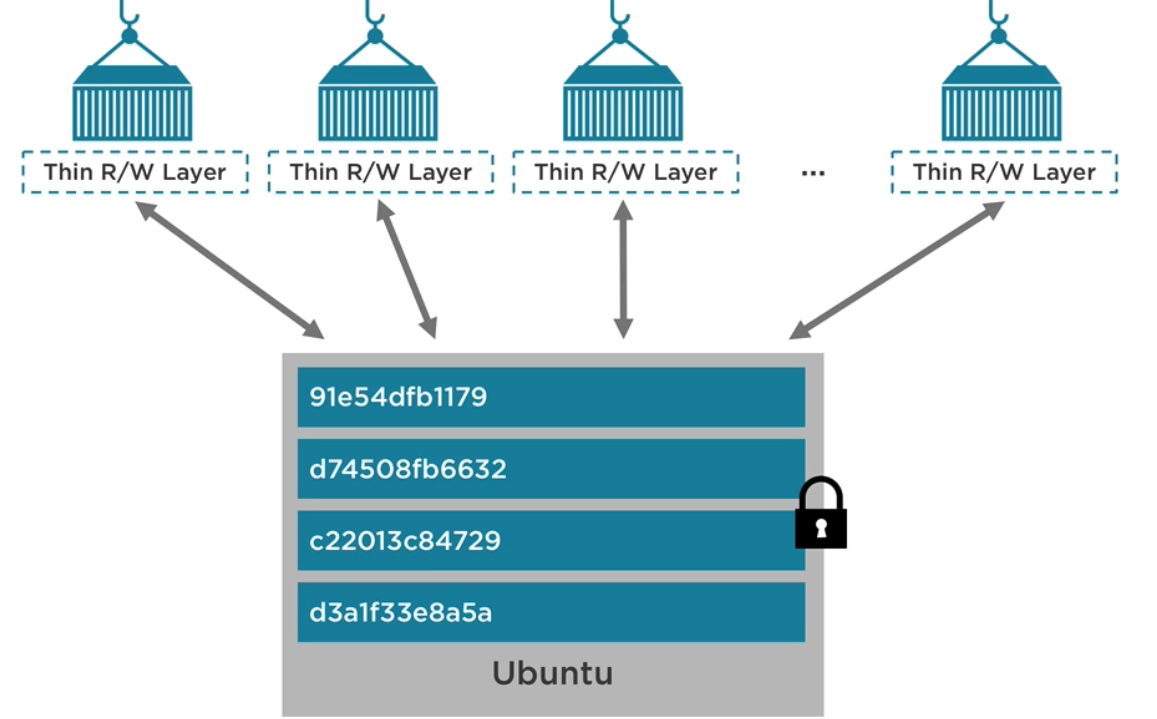 Thin R/W Layer Thin R/W Layer Thin R/W Layer ... Thin R/W Layer
91e54dfb1179
d74508fb6632
c22013c84729
d3a1f33e8a5a
Ubuntu